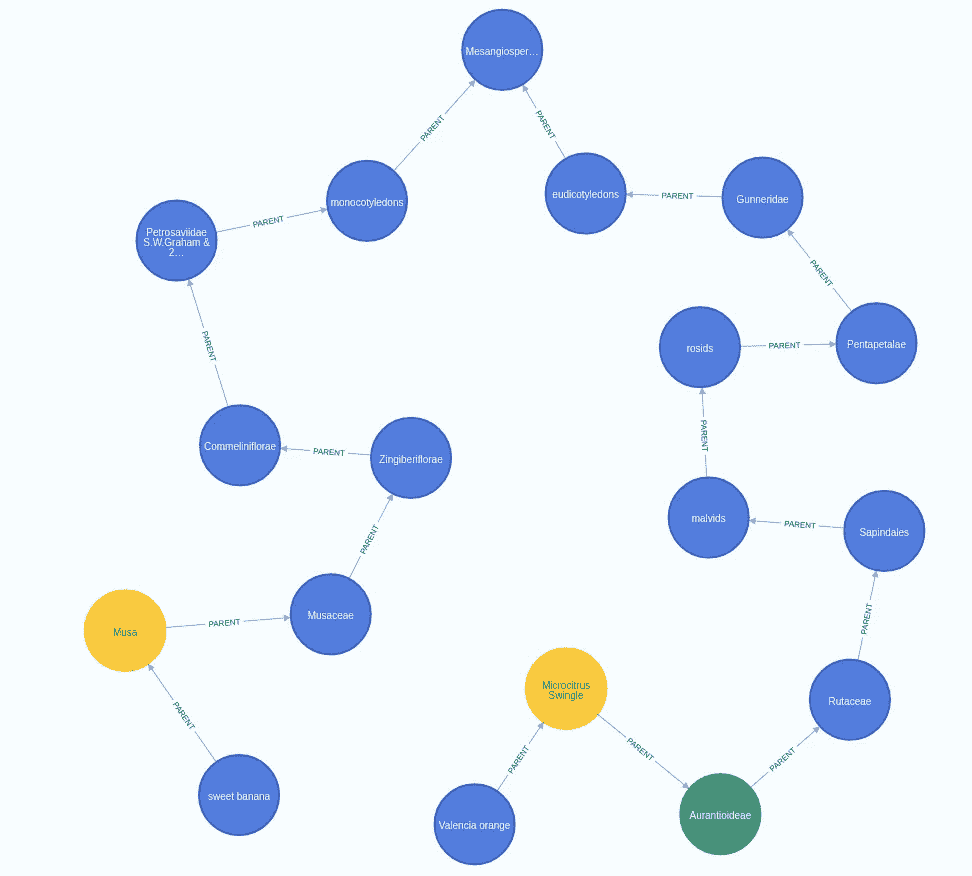 Mesangiosper…
PARENT
PARENT
monocotyledons
eudicotyledons
PARENT
Gunneridae
PARENT
Petrosaviidae
S.W.Graham &
2…
PARENT
PARENT
rosids
PARENT
Pentapetalae
PARENT
Commeliniflorae
PARENT
Zingiberiflorae
PARENT
malvids
PARENT
Sapindales
PARENT
Musaceae
PARENT
Musa
PARENT
PARENT
Microcitrus
Swingle
Rutaceae
PARENT
PARENT
PARENT
PARENT
sweet banana
Valencia orange
Aurantioideae